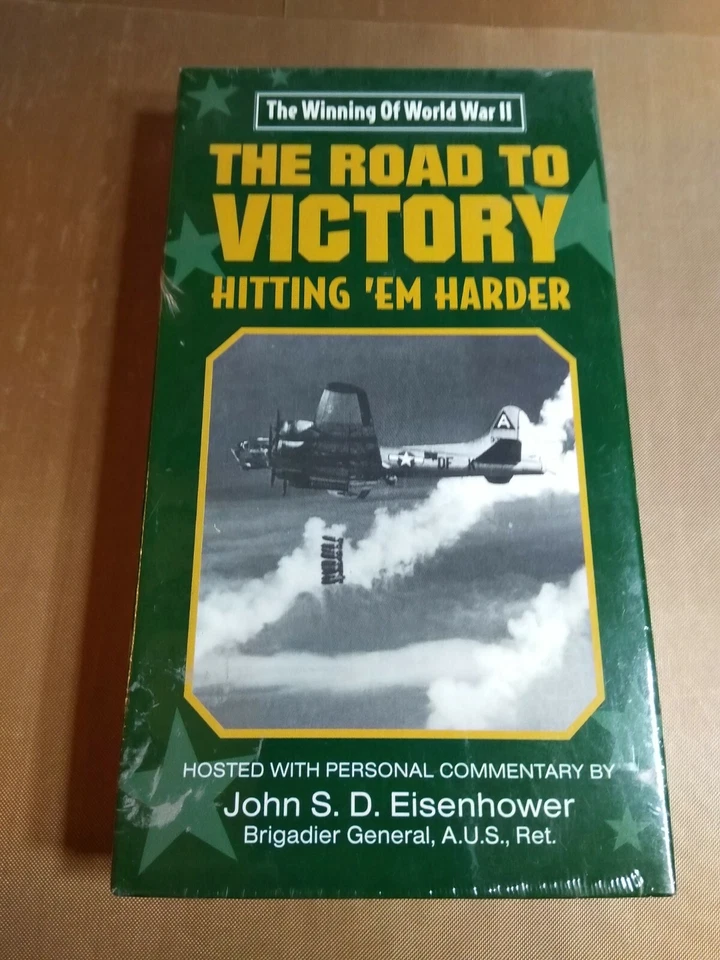 The Winning Of World War II
THE ROAD TO
VICTORY
HITTING 'EM HARDER
A
DF K
HOSTED WITH PERSONAL COMMENTARY BY
John S. D. Eisenhower
Brigadier General, A.U.S., Ret.